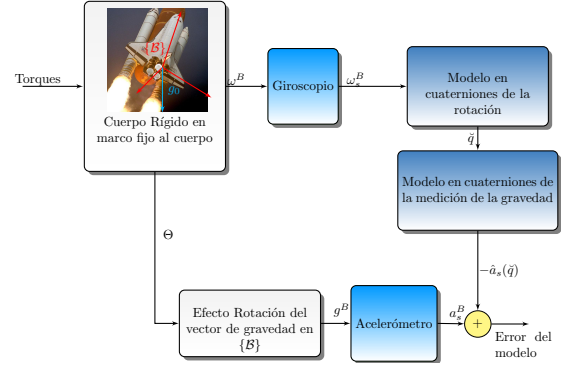 {B}
g₀
Torques
ω^B
Giroscopio
ω_s^B
Modelo en
cuaterniones de la
rotación
Cuerpo Rígido en
marco fijo al cuerpo
q̆
Modelo en cuaterniones de
la medición de la gravedad
Θ
−â_s(q̆)
Efecto Rotación del
vector de gravedad en
{B}
g^B
Acelerómetro
a_s^B
+
Error del
modelo